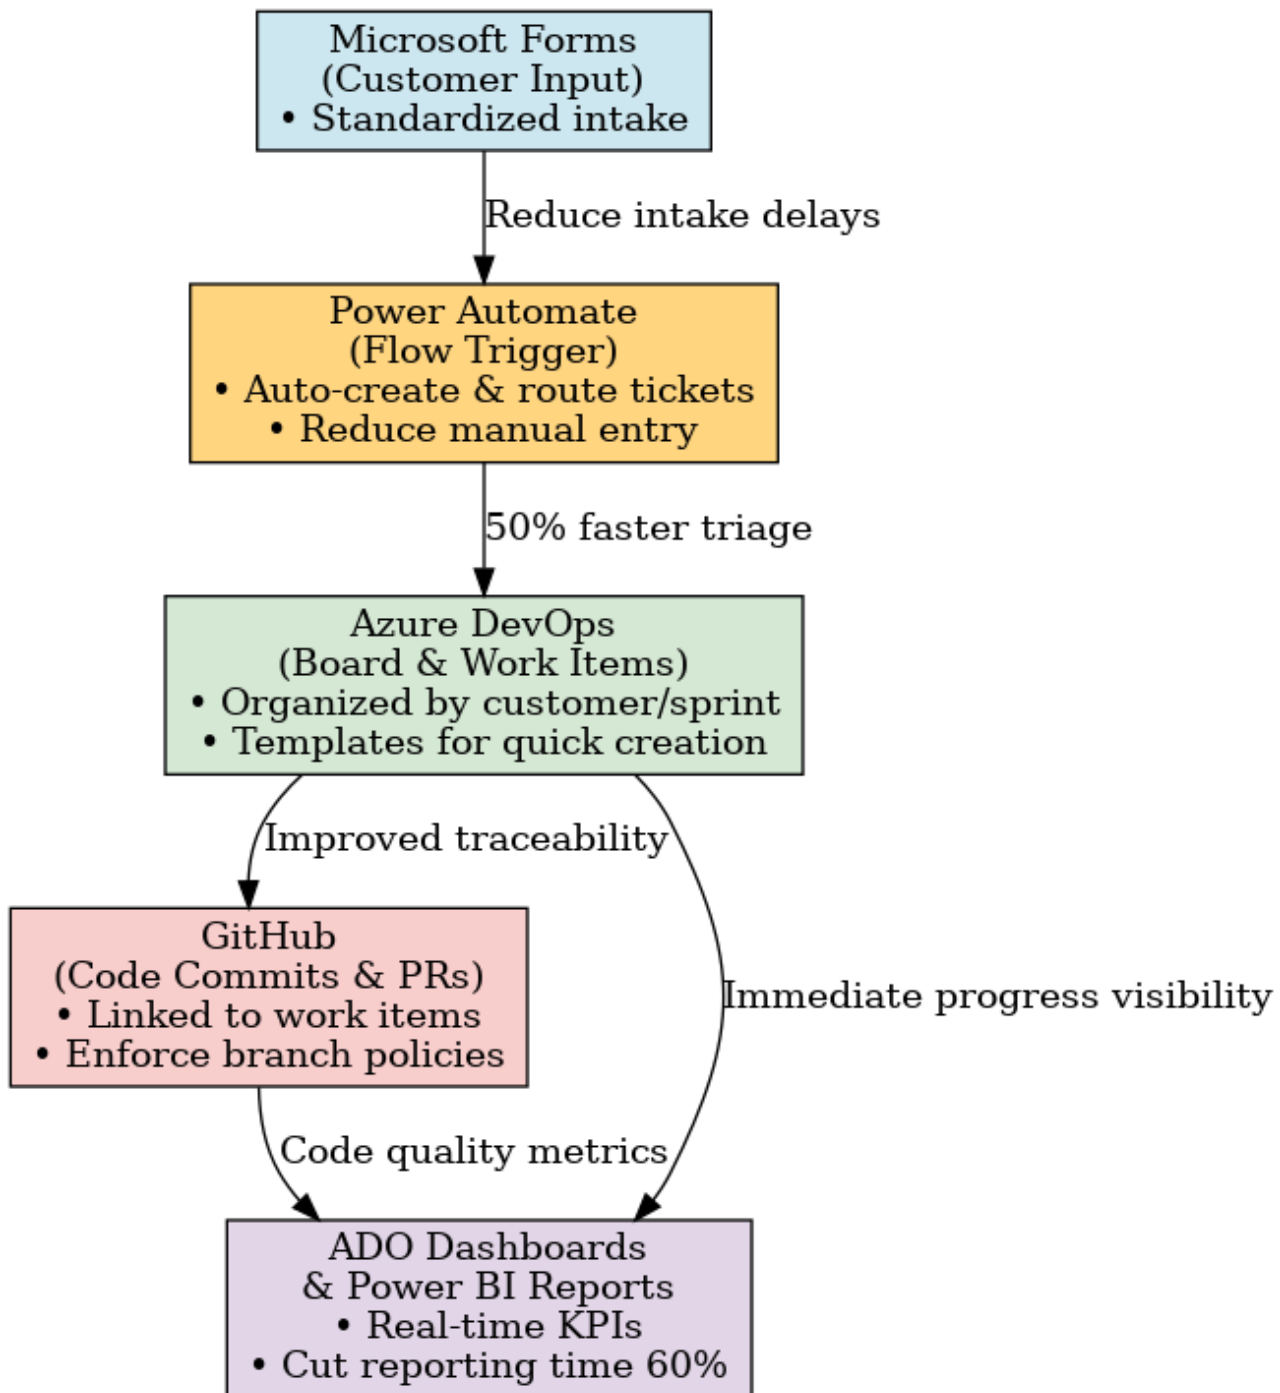 Microsoft Forms
(Customer Input)
• Standardized intake
Reduce intake delays
Power Automate
(Flow Trigger)
• Auto-create & route tickets
• Reduce manual entry
50% faster triage
Azure DevOps
(Board & Work Items)
• Organized by customer/sprint
• Templates for quick creation
Improved traceability
GitHub
(Code Commits & PRs)
• Linked to work items
• Enforce branch policies
Immediate progress visibility
Code quality metrics
ADO Dashboards
& Power BI Reports
• Real-time KPIs
• Cut reporting time 60%